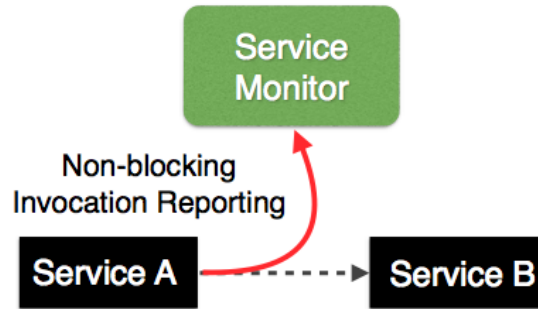 Service
Monitor
Non-blocking
Invocation Reporting
Service A
Service B